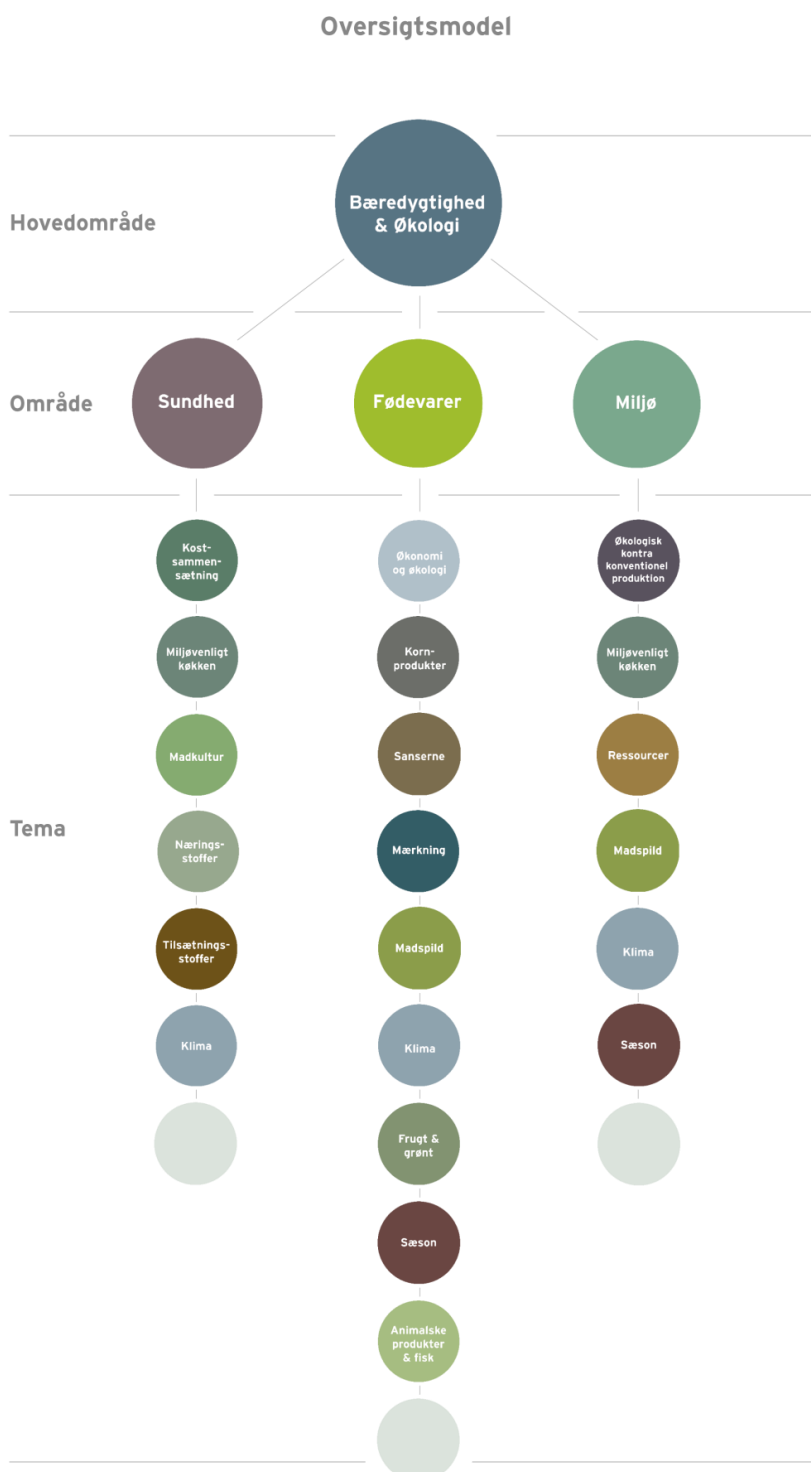 Oversigtsmodel
Hovedområde
Bæredygtighed
& Økologi
Område
Sundhed
Fødevarer
Miljø
Tema
Kost-
sammen-
sætning
Miljøvenligt
køkken
Madkultur
Nærings-
stoffer
Tilsætnings-
stoffer
Klima
Økonomi
og økologi
Korn-
produkter
Sanserne
Mærkning
Madspild
Klima
Frugt &
grønt
Sæson
Animalske
produkter
& fisk
Økologisk
kontra
konventionel
produktion
Miljøvenligt
køkken
Ressourcer
Madspild
Klima
Sæson